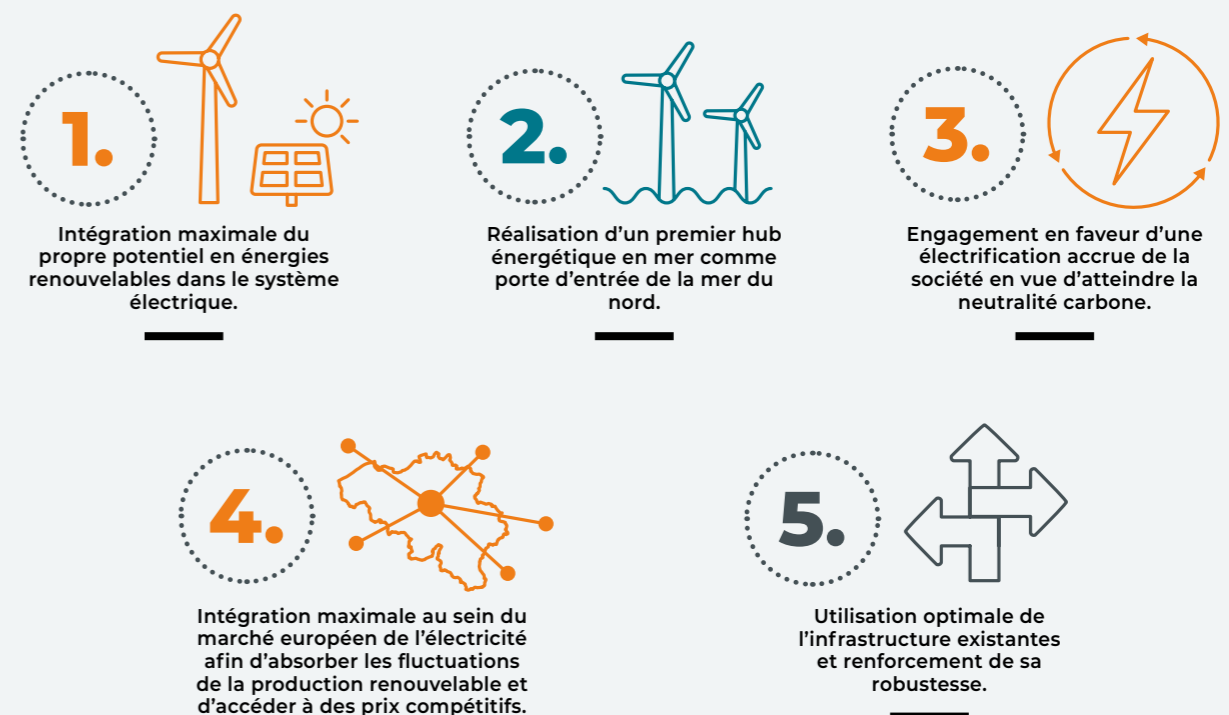 1.
Intégration maximale du
propre potentiel en énergies
renouvelables dans le système
électrique.
2.
Réalisation d’un premier hub
énergétique en mer comme
porte d’entrée de la mer du
nord.
3.
Engagement en faveur d’une
électrification accrue de la
société en vue d’atteindre la
neutralité carbone.
4.
Intégration maximale au sein du
marché européen de l’électricité
afin d’absorber les fluctuations
de la production renouvelable et
d’accéder à des prix compétitifs.
5.
Utilisation optimale de
l’infrastructure existantes
et renforcement de sa
robustesse.